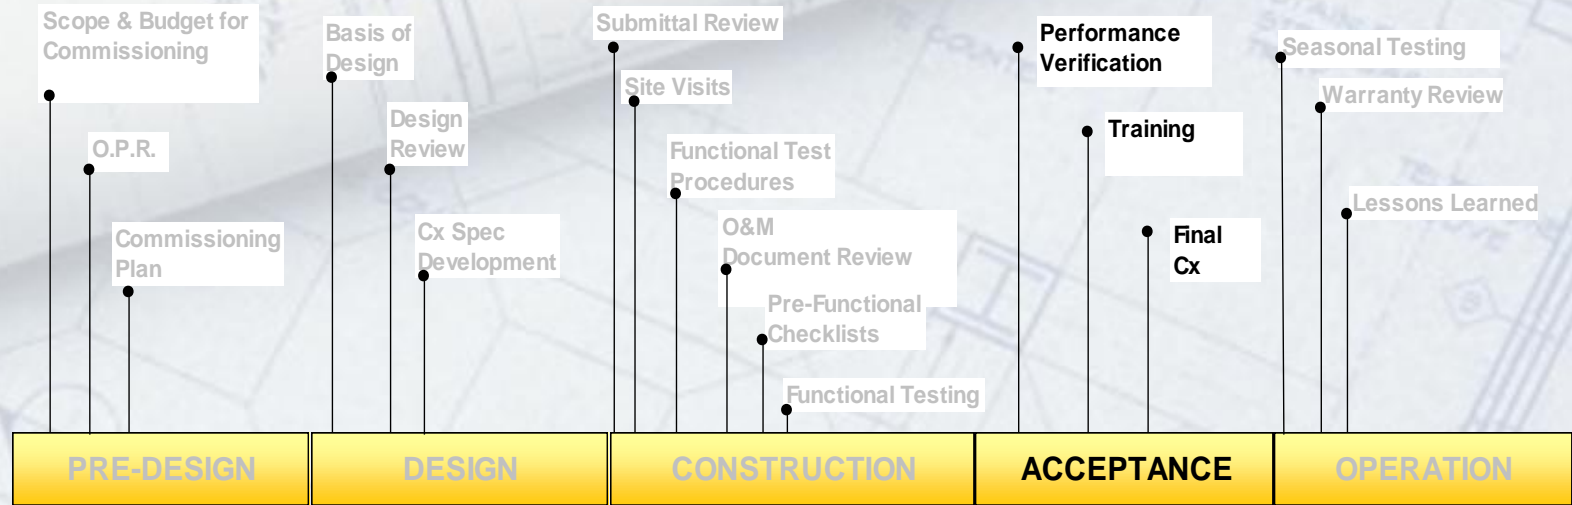 Scope & Budget for
Commissioning
O.P.R.
Commissioning
Plan
Basis of
Design
Design
Review
Cx Spec
Development
Submittal Review
Site Visits
Functional Test
Procedures
O&M
Document Review
Pre-Functional
Checklists
Functional Testing
Performance
Verification
Training
Final
Cx
Seasonal Testing
Warranty Review
Lessons Learned
PRE-DESIGN
DESIGN
CONSTRUCTION
ACCEPTANCE
OPERATION